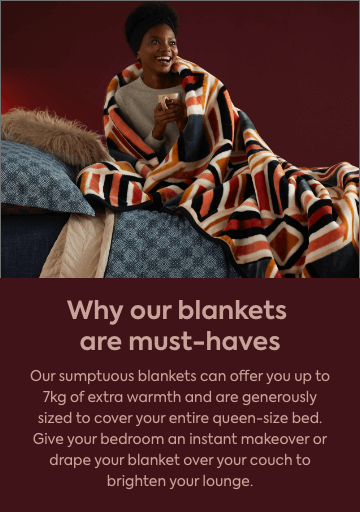 Why our blankets
are must-haves
Our sumptuous blankets can offer you up to
7kg of extra warmth and are generously
sized to cover your entire queen-size bed.
Give your bedroom an instant makeover or
drape your blanket over your couch to
brighten your lounge.